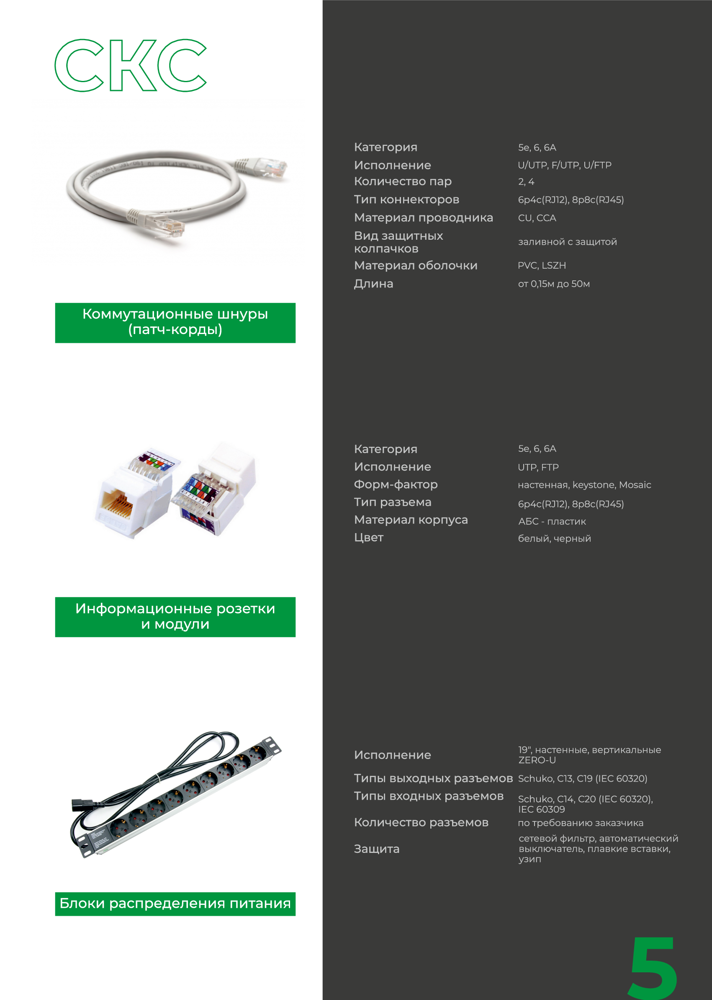 СКС
Категория 5e, 6, 6A
Исполнение U/UTP, F/UTP, U/FTP
Количество пар 2, 4
Тип коннекторов 6p4c(RJ12), 8p8c(RJ45)
Материал проводника CU, CCA
Вид защитных
колпачков
заливной с защитой
Материал оболочки PVC, LSZH
Длина от 0,15м до 50м
Коммутационные шнуры
(патч-корды)
Категория 5e, 6, 6A
Исполнение UTP, FTP
Форм-фактор настенная, keystone, Mosaic
Тип разъема 6p4c(RJ12), 8p8c(RJ45)
Материал корпуса АБС - пластик
Цвет белый, черный
Информационные розетки
и модули
Исполнение
19", настенные, вертикальные
ZERO-U
Типы выходных разъемов Schuko, C13, C19 (IEC 60320)
Типы входных разъемов
Schuko, C14, C20 (IEC 60320),
IEC 60309
Количество разъемов по требованию заказчика
Защита
сетевой фильтр, автоматический
выключатель, плавкие вставки,
узип
Блоки распределения питания
5